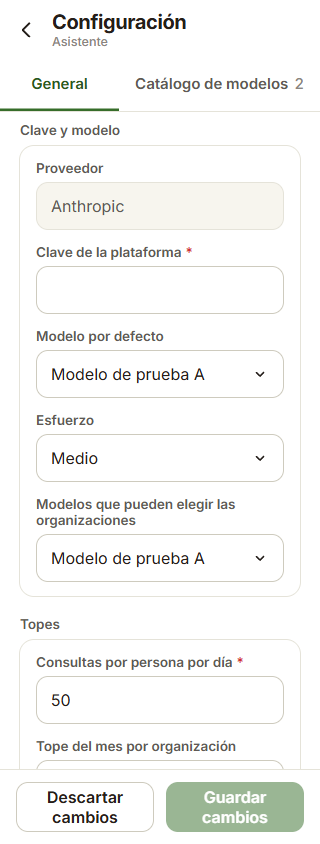 Configuración
Asistente
General
Catálogo de modelos 2
Clave y modelo
Proveedor
Anthropic
Clave de la plataforma *
Modelo por defecto
Modelo de prueba A
Esfuerzo
Medio
Modelos que pueden elegir las
organizaciones
Modelo de prueba A
Topes
Consultas por persona por día *
50
Tope del mes por organización
Descartar
cambios
Guardar
cambios